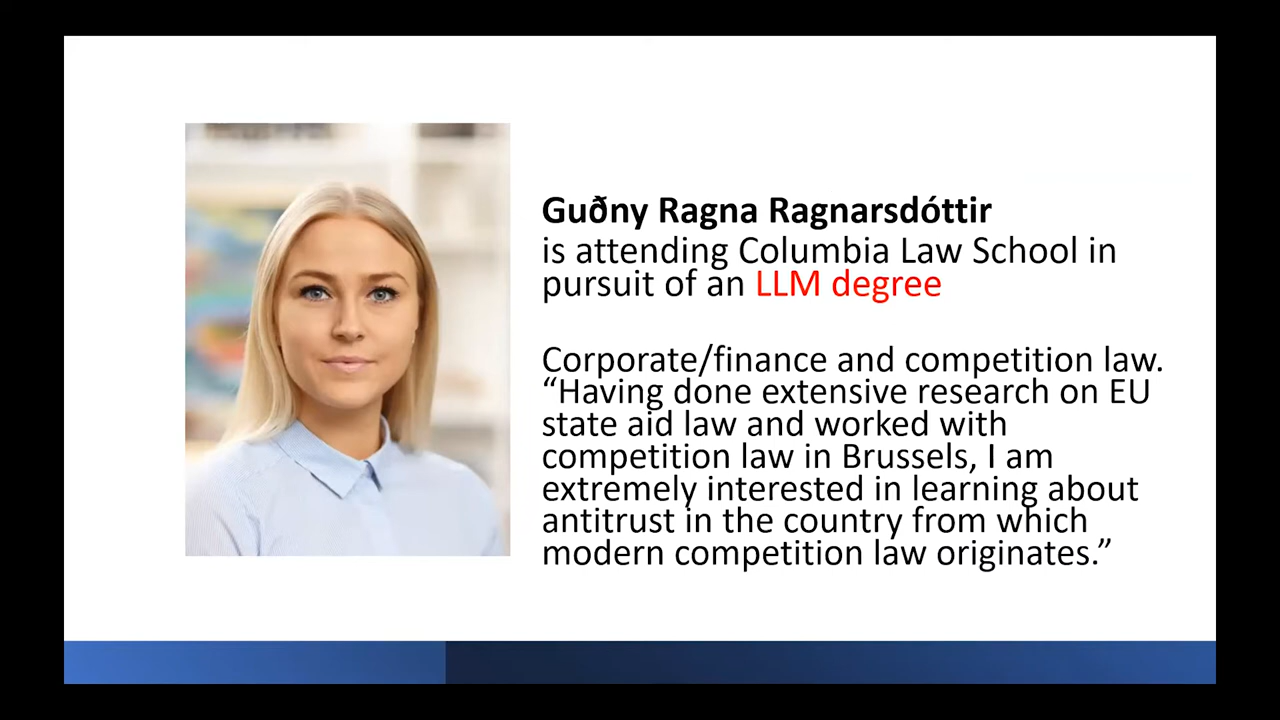 Guðny Ragna Ragnarsdóttir
is attending Columbia Law School in
pursuit of an LLM degree
Corporate/finance and competition law.
“Having done extensive research on EU
state aid law and worked with
competition law in Brussels, I am
extremely interested in learning about
antitrust in the country from which
modern competition law originates.”